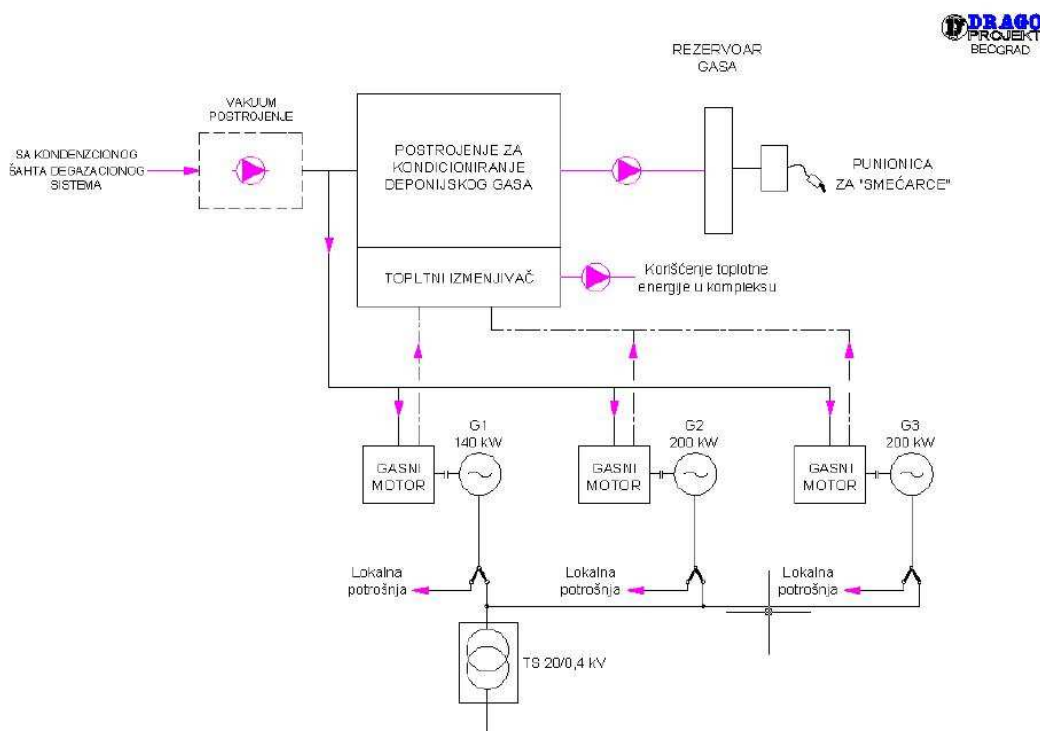 DRAGO
PROJEKT
BEOGRAD
REZERVOAR
GASA
VAKUUM
POSTROJENJE
SA KONDENZCIONOG
ŠAHTA DEGAZACIONOG
SISTEMA
POSTROJENJE ZA
KONDICIONIRANJE
DEPONIJSKOG GASA
PUNIONICA
ZA "SMEĆARCE"
TOPLTNI IZMENJIVAČ
Korišćenje toplotne
energije u kompleksu
G1
140 kW
G2
200 kW
G3
200 kW
GASNI
MOTOR
GASNI
MOTOR
GASNI
MOTOR
Lokalna
potrošnja
Lokalna
potrošnja
Lokalna
potrošnja
TS 20/0,4 kV